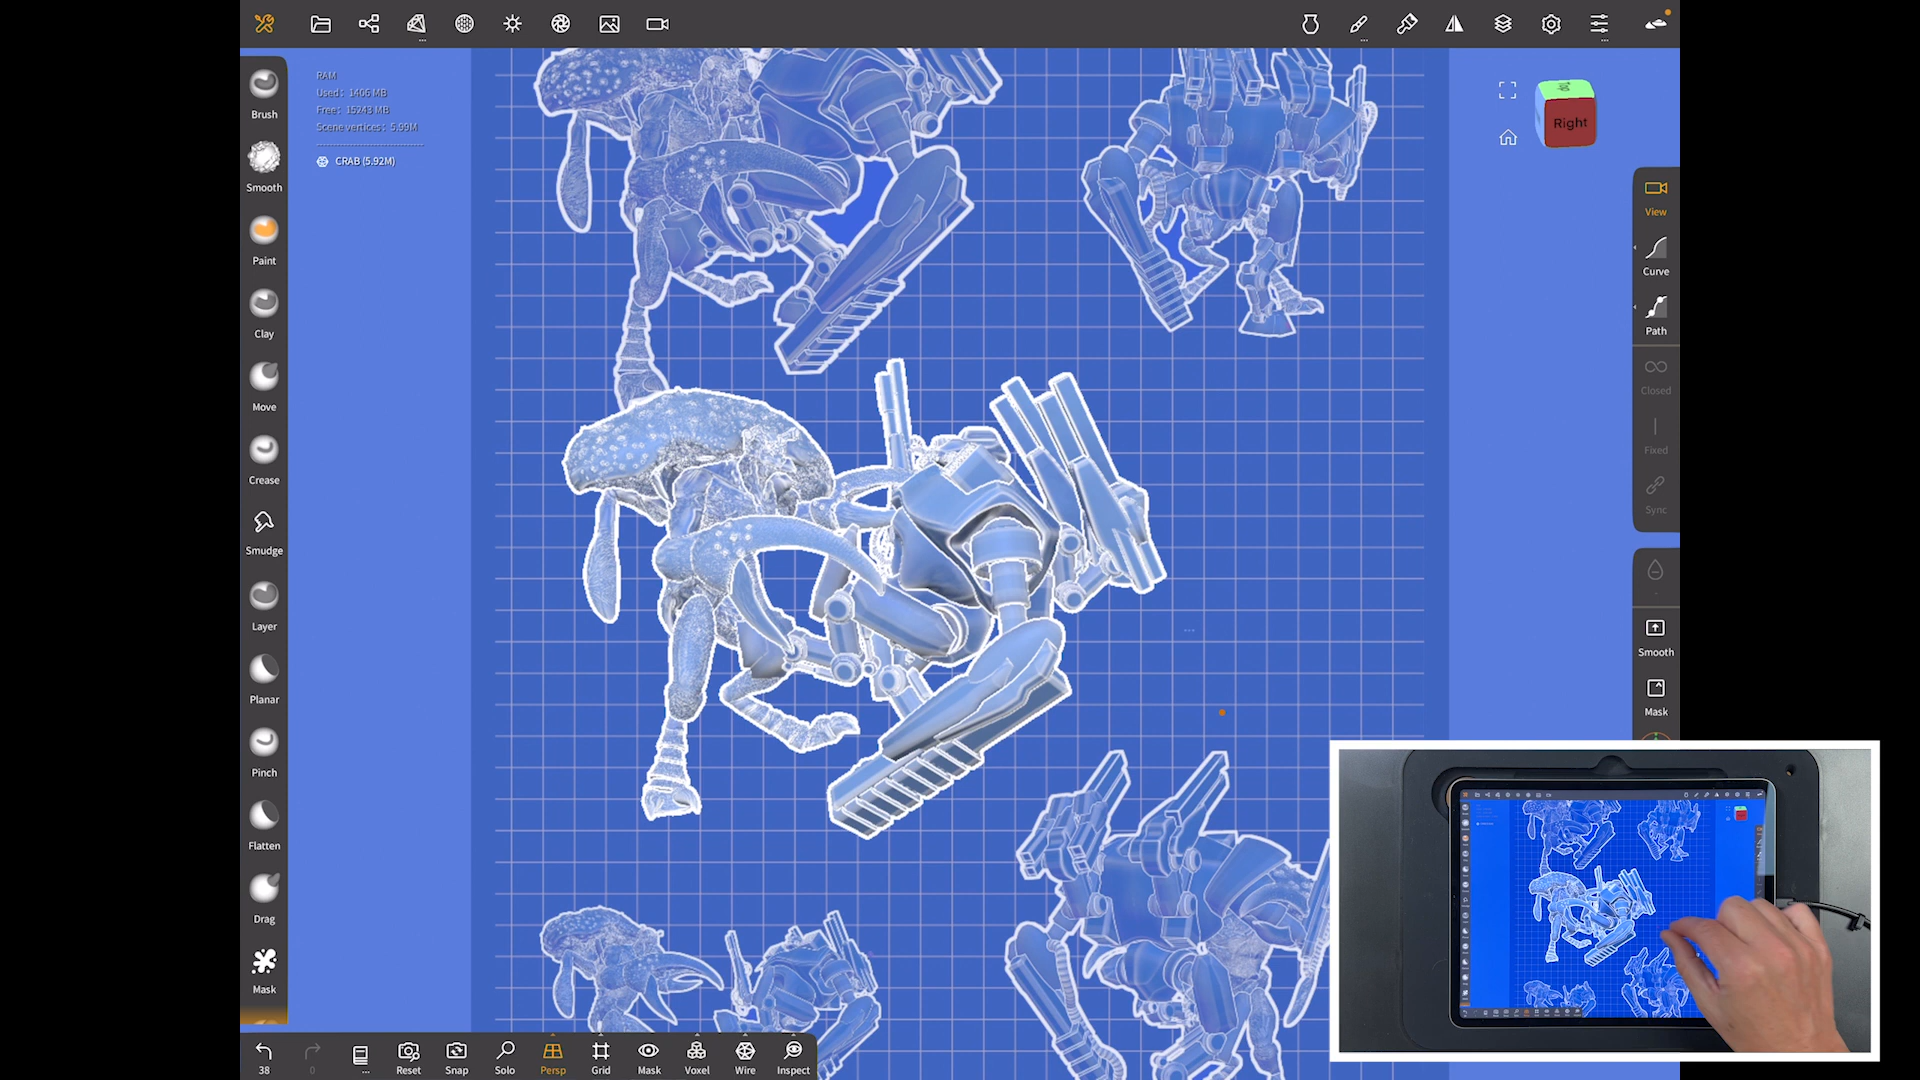 RAM
Used: 1406 MB
Free: 15243 MB
Scene vertices: 5.99M
CRAB (5.92M)
Right
Brush
Smooth
Paint
Clay
Move
Crease
Smudge
Layer
Planar
Pinch
Flatten
Drag
Mask
View
Curve
Path
Closed
Fixed
Sync
Smooth
Mask
38
0
...
Reset
Snap
Solo
Persp
Grid
Mask
Voxel
Wire
Inspect